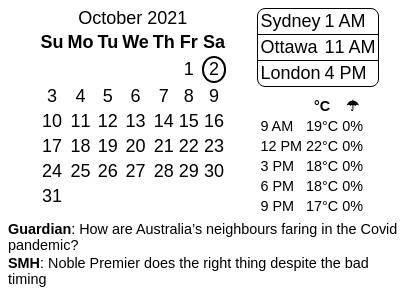 October 2021
Su Mo Tu We Th Fr Sa
1 2
3 4 5 6 7 8 9
10 11 12 13 14 15 16
17 18 19 20 21 22 23
24 25 26 27 28 29 30
31
Sydney 1 AM
Ottawa 11 AM
London 4 PM
°C ☂
9 AM 19°C 0%
12 PM 22°C 0%
3 PM 18°C 0%
6 PM 18°C 0%
9 PM 17°C 0%
Guardian: How are Australia’s neighbours faring in the Covid
pandemic?
SMH: Noble Premier does the right thing despite the bad
timing